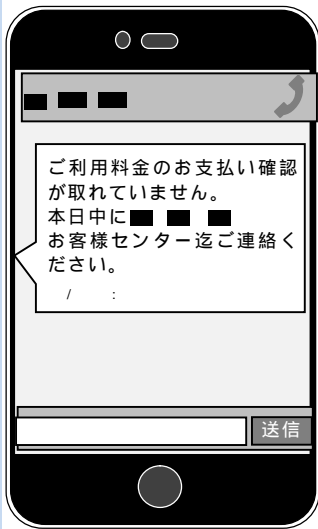 ご利用料金のお支払い確認
が取れていません。
本日中に■ ■ ■
お客様センター迄ご連絡く
ださい。
/ :
送信